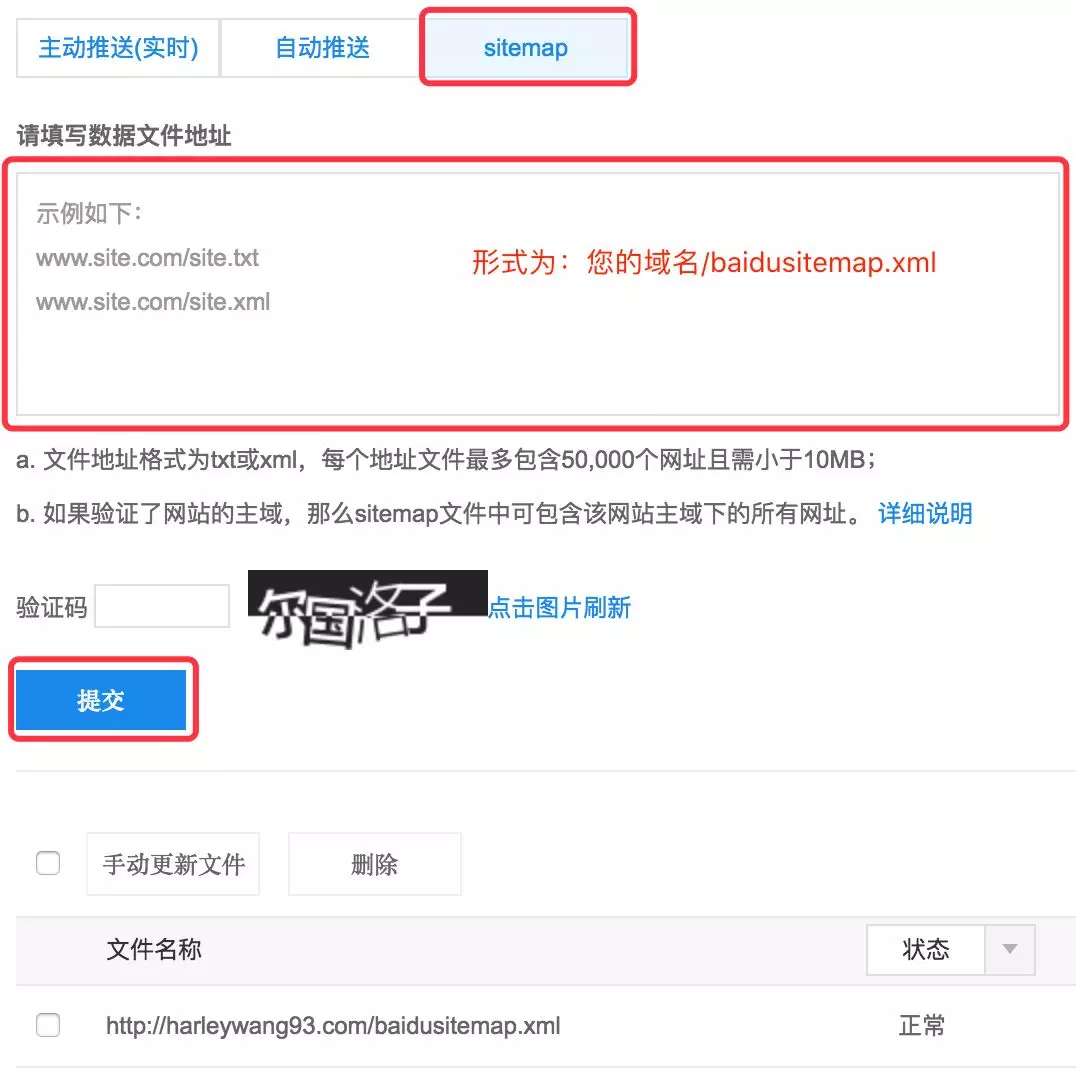 主动推送(实时) 自动推送 sitemap
请填写数据文件地址
示例如下：
www.site.com/site.txt
形式为：您的域名/baidusitemap.xml
www.site.com/site.xml
a. 文件地址格式为txt或xml，每个地址文件最多包含50,000个网址且需小于10MB；
b. 如果验证了网站的主域，那么sitemap文件中可包含该网站主域下的所有网址。 详细说明
验证码 尔国洛子 点击图片刷新
提交
手动更新文件 删除
文件名称 状态
http://harleywang93.com/baidusitemap.xml 正常